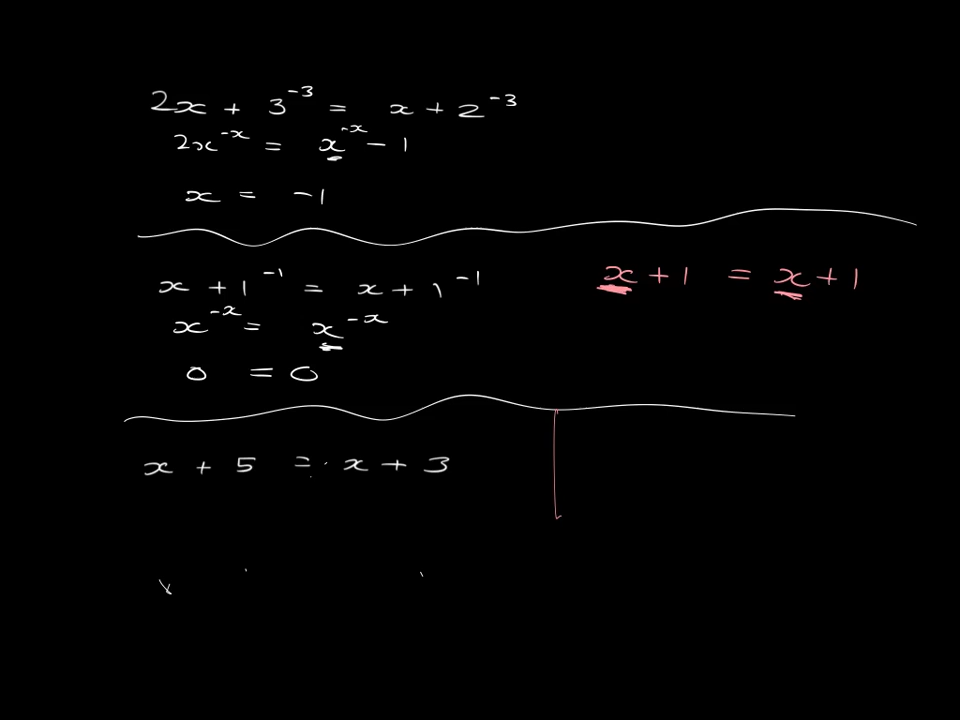 2x + 3⁻³ = x + 2⁻³
2x⁻ˣ = x⁻ˣ - 1
x = -1
x + 1⁻¹ = x + 1⁻¹
x + 1 = x + 1
x⁻ˣ = x⁻ˣ
0 = 0
x + 5 = x + 3